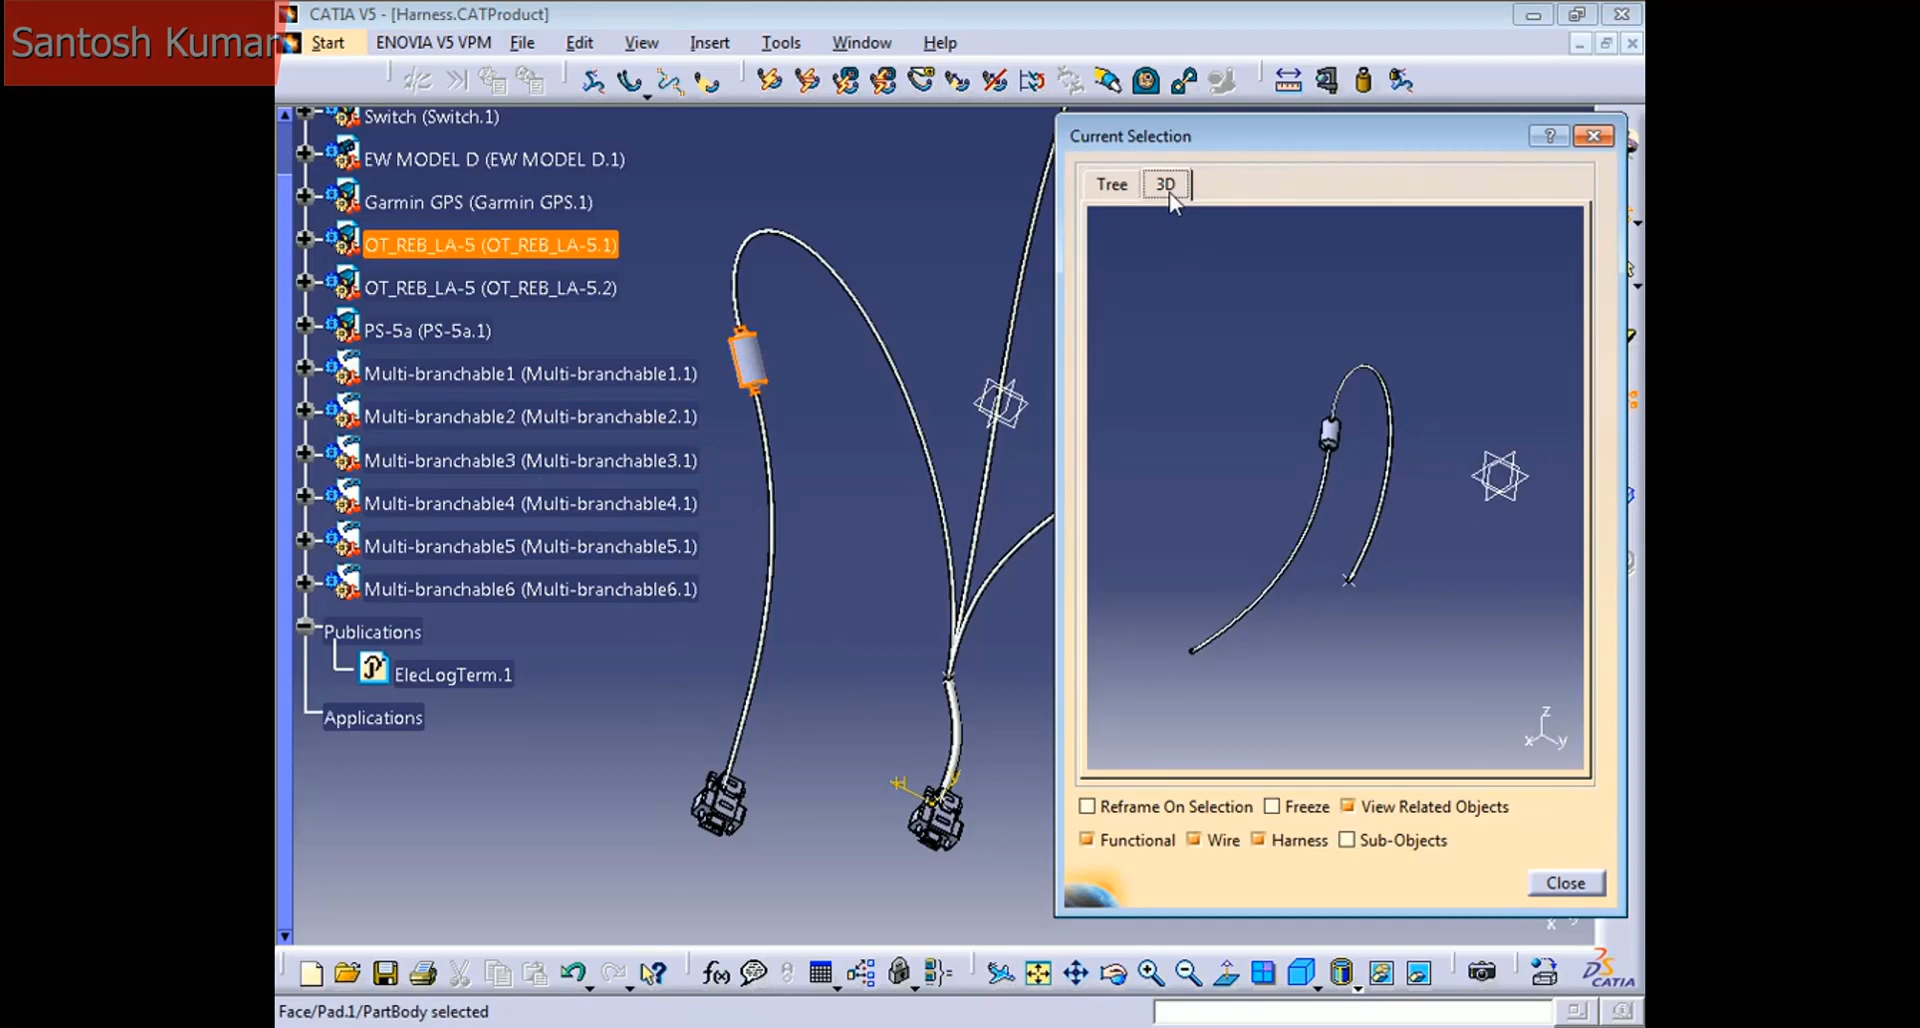 Santosh Kumar
CATIA V5 - [Harness.CATProduct]
Start ENOVIA V5 VPM File Edit View Insert Tools Window Help
Switch (Switch.1)
EW MODEL D (EW MODEL D.1)
Garmin GPS (Garmin GPS.1)
OT_REB_LA-5 (OT_REB_LA-5.1)
OT_REB_LA-5 (OT_REB_LA-5.2)
PS-5a (PS-5a.1)
Multi-branchable1 (Multi-branchable1.1)
Multi-branchable2 (Multi-branchable2.1)
Multi-branchable3 (Multi-branchable3.1)
Multi-branchable4 (Multi-branchable4.1)
Multi-branchable5 (Multi-branchable5.1)
Multi-branchable6 (Multi-branchable6.1)
Publications
ElecLogTerm.1
Applications
H
Current Selection
Tree 3D
z
x y
Reframe On Selection Freeze View Related Objects
Functional Wire Harness Sub-Objects
Close
x
f(x)
CATIA
Face/Pad.1/PartBody selected